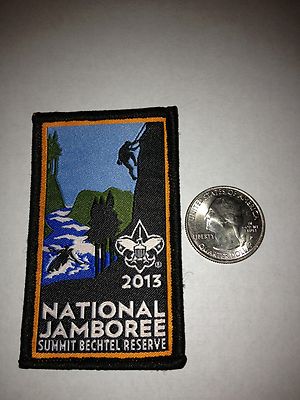 2013
NATIONAL
JAMBOREE
SUMMIT BECHTEL RESERVE
UNITED STATES OF AMERICA
LIBERTY
QUARTER DOLLAR